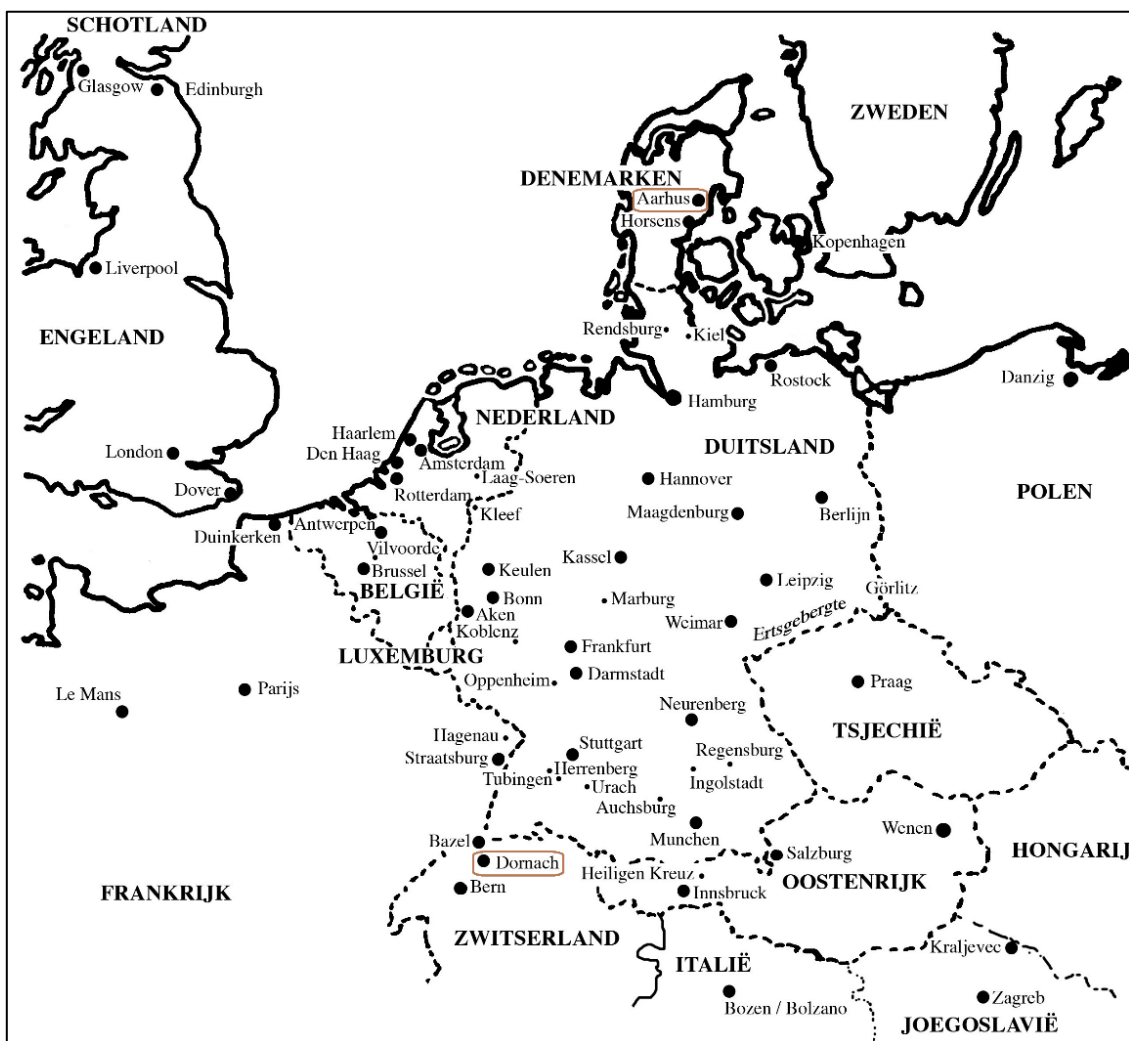 SCHOTLAND
Glasgow
Edinburgh
ZWEDEN
DENEMARKEN
Aarhus
Horsens
Kopenhagen
Liverpool
ENGELAND
Rendsburg
Kiel
Rostock
Danzig
Hamburg
NEDERLAND
Haarlem
Den Haag
Amsterdam
DUITSLAND
London
Laag-Soeren
Hannover
Dover
Rotterdam
POLEN
Kleef
Maagdenburg
Berlijn
Duinkerken
Antwerpen
Vilvoorde
Kassel
Brussel
Keulen
Leipzig
BELGIË
Görlitz
Bonn
Marburg
Aken
Weimar
Ertsgebergte
Koblenz
Frankfurt
LUXEMBURG
Oppenheim
Darmstadt
Praag
Parijs
Le Mans
Neurenberg
TSJECHIË
Hagenau
Stuttgart
Regensburg
Straatsburg
Herrenberg
Tubingen
Ingolstadt
Urach
Auchsburg
Wenen
Munchen
Bazel
HONGARIJ
Dornach
Salzburg
Heiligen Kreuz
OOSTENRIJK
FRANKRIJK
Bern
Innsbruck
ZWITSERLAND
Kraljevec
ITALIË
Zagreb
Bozen / Bolzano
JOEGOSLAVIË